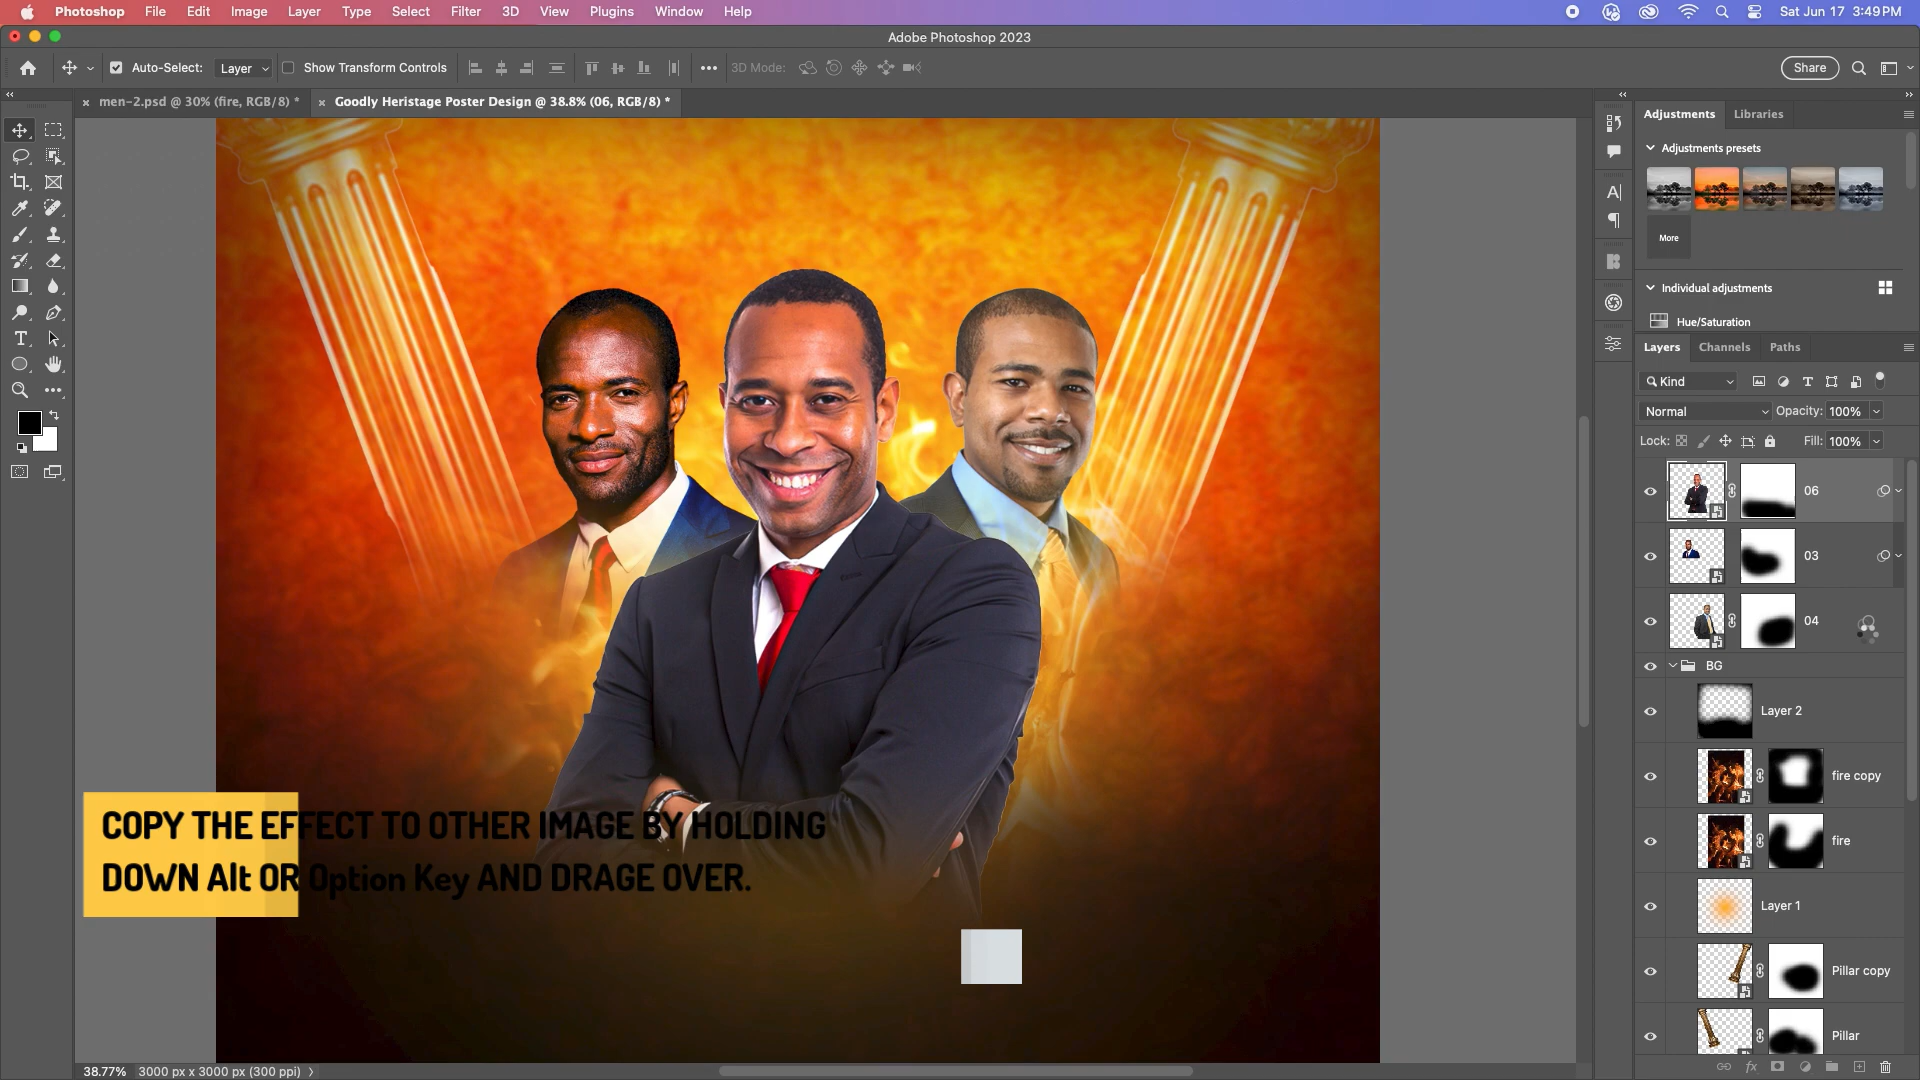 Photoshop File Edit Image Layer Type Select Filter 3D View Plugins Window Help Sat Jun 17 3:49 PM
Adobe Photoshop 2023
Auto-Select: Layer Show Transform Controls 3D Mode: Share
men-2.psd @ 30% (fire, RGB/8) * Goodly Heristage Poster Design @ 38.8% (06, RGB/8) *
Adjustments Libraries
Adjustments presets
More
Individual adjustments
Hue/Saturation
Layers Channels Paths
Kind
Normal Opacity: 100%
Lock: Fill: 100%
06
03
04
BG
Layer 2
fire copy
fire
Layer 1
Pillar copy
Pillar
COPY THE EFFECT TO OTHER IMAGE BY HOLDING
DOWN Alt OR Option Key AND DRAGE OVER.
38.77% 3000 px x 3000 px (300 ppi)